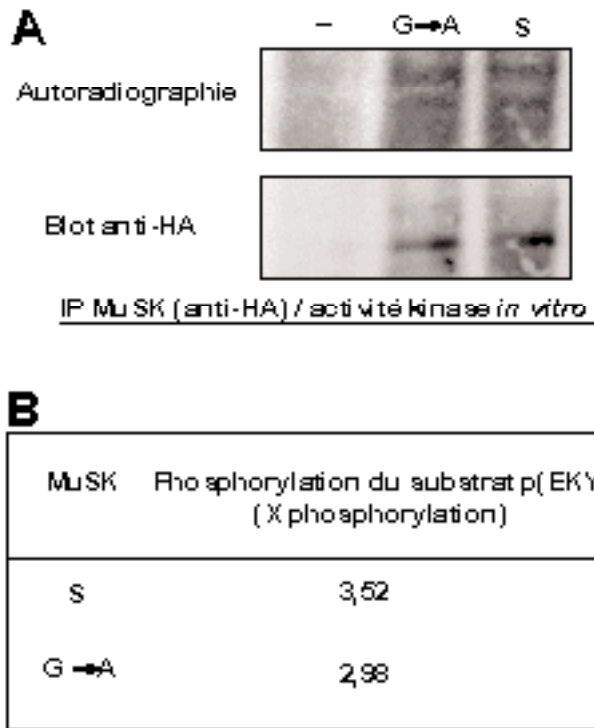 A
– G→A S
Autoradiographie
Blot anti-HA
IP MuSK (anti-HA) / activité kinase in vitro
B
MuSK Phosphorylation du substrat p(EKY
(X phosphorylation)
S 3,52
G→A 2,98